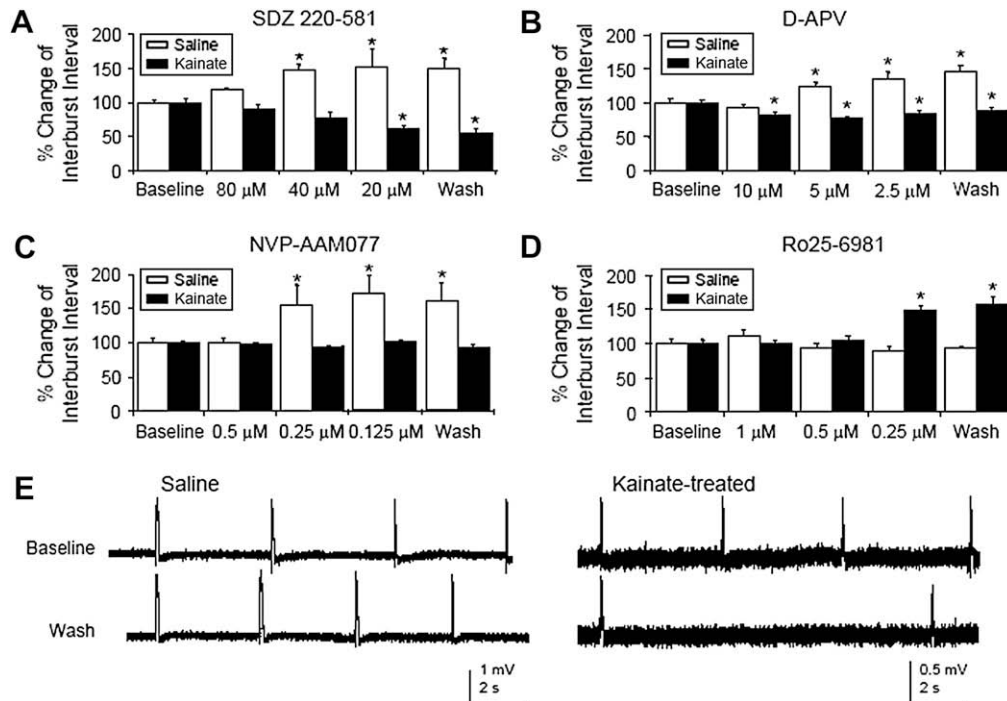 A
SDZ 220-581
% Change of
Interburst Interval
200
150
100
50
0
Saline
Kainate
*
*
*
*
*
Baseline
80 µM
40 µM
20 µM
Wash
B
D-APV
% Change of
Interburst Interval
200
150
100
50
0
Saline
Kainate
*
*
*
*
*
*
*
Baseline
10 µM
5 µM
2.5 µM
Wash
C
NVP-AAM077
% Change of
Interburst Interval
200
150
100
50
0
Saline
Kainate
*
*
*
Baseline
0.5 µM
0.25 µM
0.125 µM
Wash
D
Ro25-6981
% Change of
Interburst Interval
200
150
100
50
0
Saline
Kainate
*
*
Baseline
1 µM
0.5 µM
0.25 µM
Wash
E
Saline
Kainate-treated
Baseline
Wash
1 mV
2 s
0.5 mV
2 s